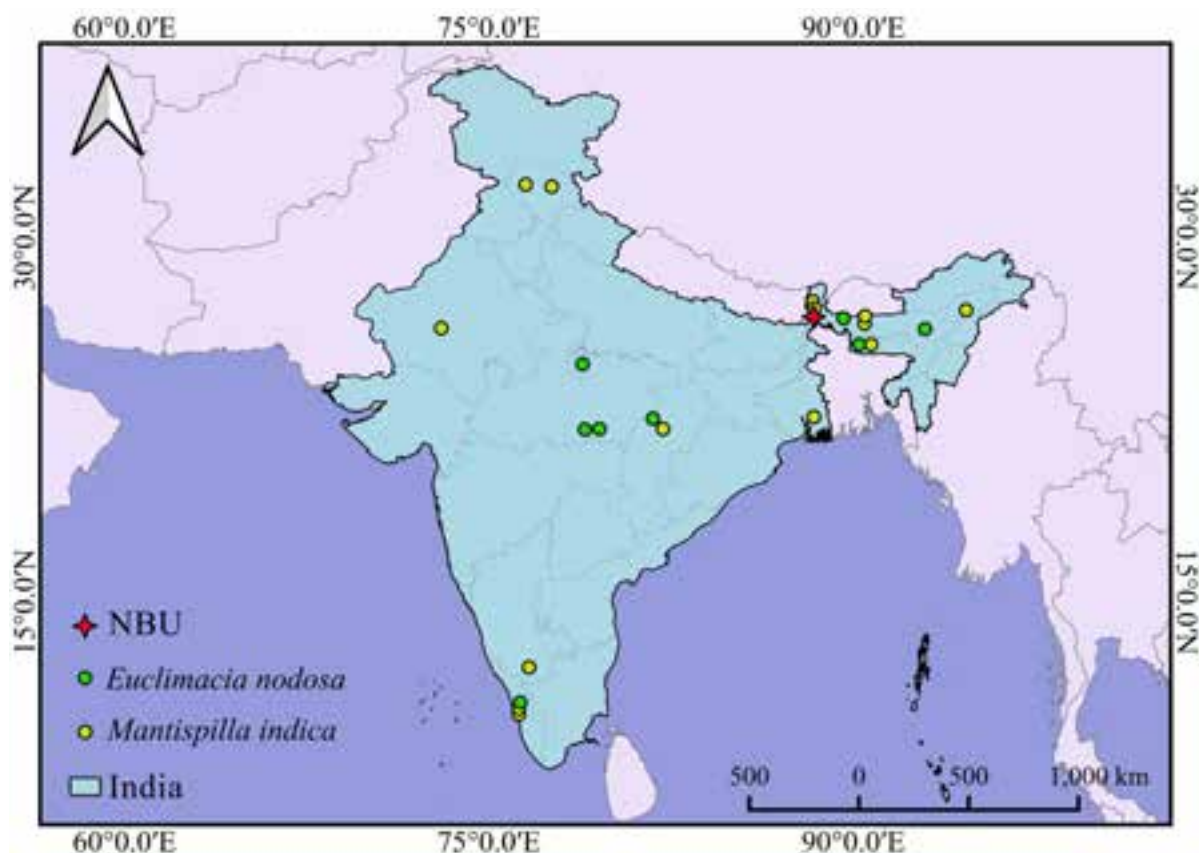 60°0.0′E 75°0.0′E 90°0.0′E
30°0.0′N 30°0.0′N
15°0.0′N 15°0.0′N
NBU
Euclimacia nodosa
Mantispilla indica
India
500 0 500 1,000 km
60°0.0′E 75°0.0′E 90°0.0′E